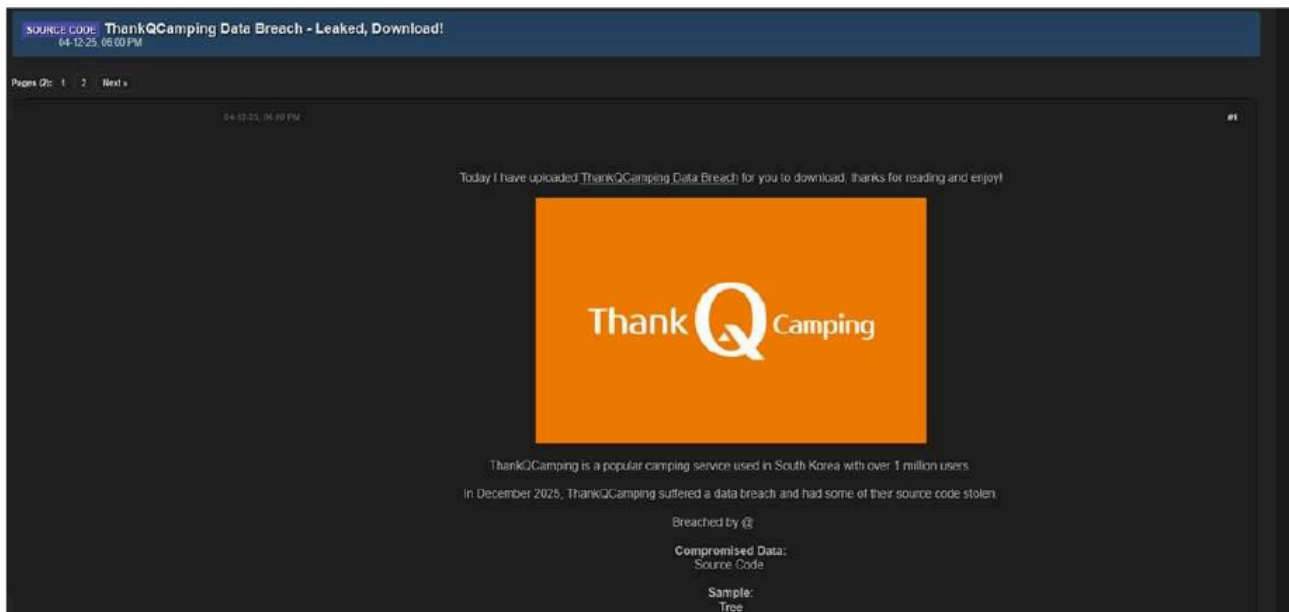 SOURCE CODE ThankQCamping Data Breach - Leaked, Download!
04-12-25, 06:00 PM
Pages (2): 1 2 Next »
04-12-25, 06:00 PM #1
Today I have uploaded ThankQCamping Data Breach for you to download, thanks for reading and enjoy!
Thank Q Camping
ThankQCamping is a popular camping service used in South Korea with over 1 million users.
In December 2025, ThankQCamping suffered a data breach and had some of their source code stolen.
Breached by @
Compromised Data:
Source Code
Sample:
Tree